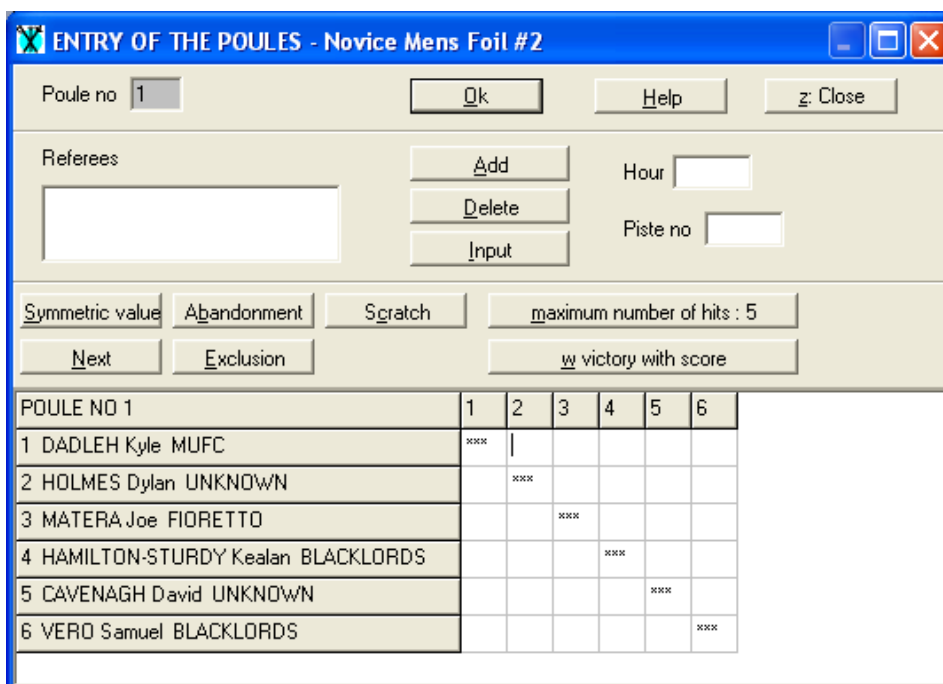 ENTRY OF THE POULES - Novice Mens Foil #2
Poule no 1 Ok Help z: Close
Referees Add Hour
Delete
Piste no
Input
Symmetric value Abandonment Scratch maximum number of hits : 5
Next Exclusion w victory with score
POULE NO 1 1 2 3 4 5 6
1 DADLEH Kyle MUFC ***
2 HOLMES Dylan UNKNOWN ***
3 MATERA Joe FIORETTO ***
4 HAMILTON-STURDY Kealan BLACKLORDS ***
5 CAVENAGH David UNKNOWN ***
6 VERO Samuel BLACKLORDS ***